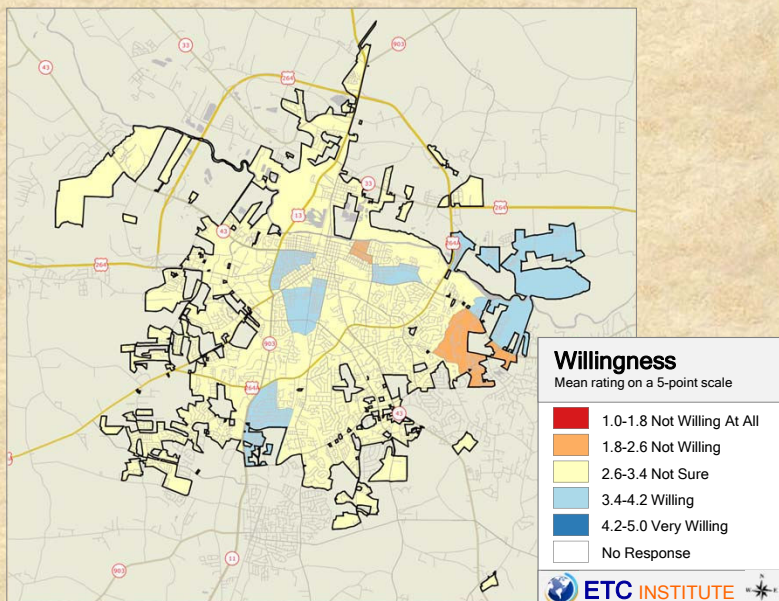 33
903
43
264
33
13
264
43
264A
264
903
264A
43
11
903
Willingness
Mean rating on a 5-point scale
1.0-1.8 Not Willing At All
1.8-2.6 Not Willing
2.6-3.4 Not Sure
3.4-4.2 Willing
4.2-5.0 Very Willing
No Response
ETC INSTITUTE